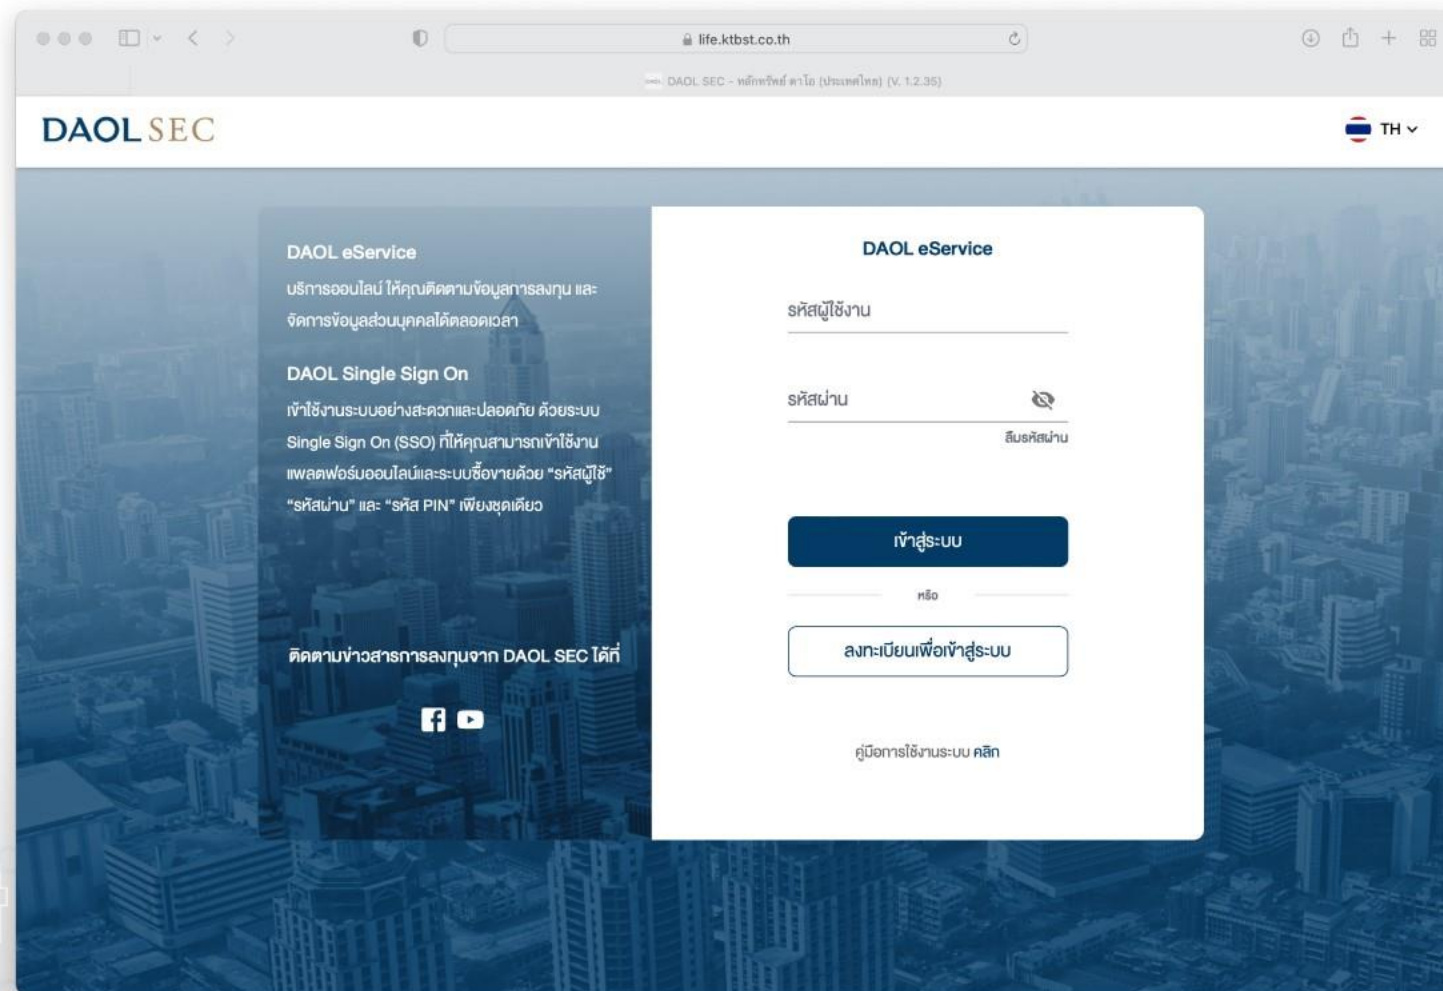 life.ktbst.co.th
DAOL SEC - หลักทรัพย์ ดาโอ (ประเทศไทย) (V. 1.2.35)
DAOL SEC
TH
DAOL eService
บริการออนไลน์ ให้คุณติดตามข้อมูลการลงทุน และ
จัดการข้อมูลส่วนบุคคลได้ตลอดเวลา
DAOL Single Sign On
เข้าใช้งานระบบอย่างสะดวกและปลอดภัย ด้วยระบบ
Single Sign On (SSO) ที่ให้คุณสามารถเข้าใช้งาน
แพลตฟอร์มออนไลน์และระบบซื้อขายด้วย “รหัสผู้ใช้”
“รหัสผ่าน” และ “รหัส PIN” เพียงชุดเดียว
ติดตามข่าวสารการลงทุนจาก DAOL SEC ได้ที่
DAOL eService
รหัสผู้ใช้งาน
รหัสผ่าน
ลืมรหัสผ่าน
เข้าสู่ระบบ
หรือ
ลงทะเบียนเพื่อเข้าสู่ระบบ
คู่มือการใช้งานระบบ คลิก